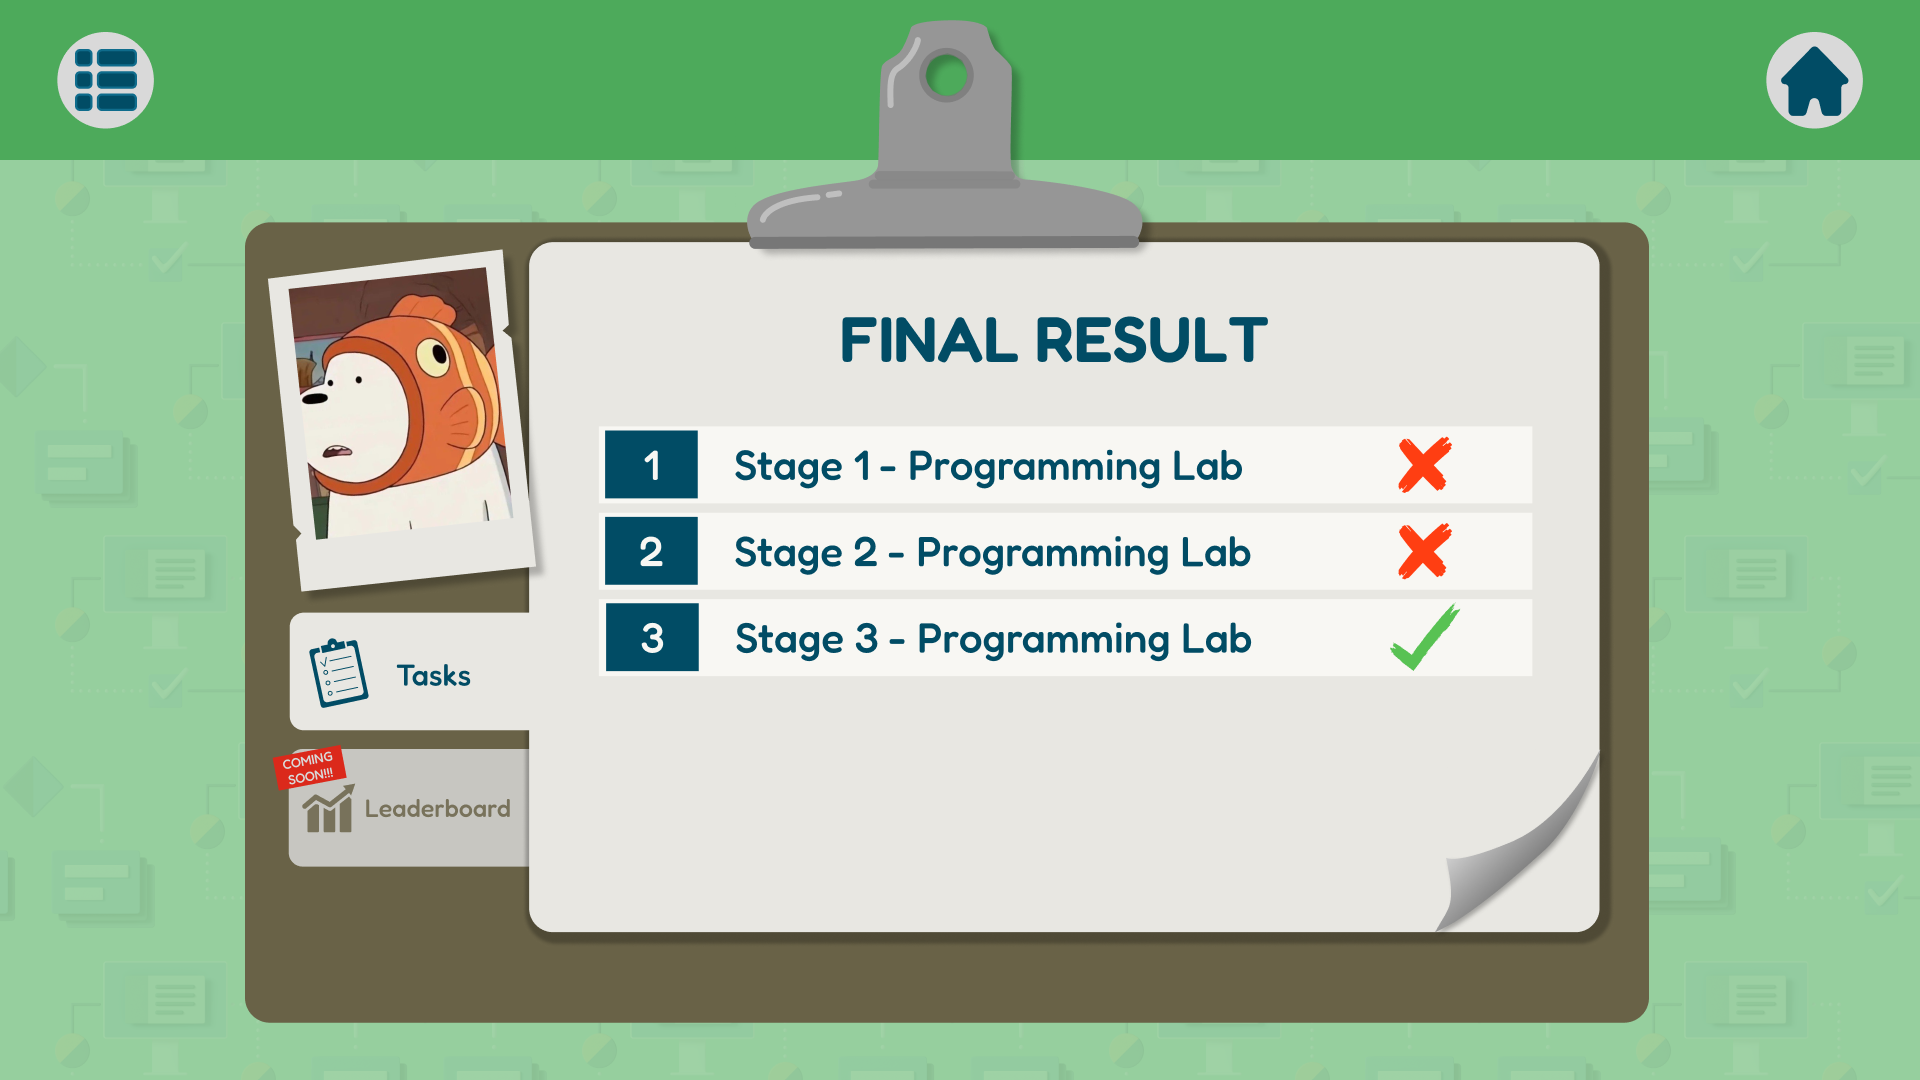 FINAL RESULT
1 Stage 1 - Programming Lab
2 Stage 2 - Programming Lab
3 Stage 3 - Programming Lab
Tasks
COMING
SOON!!!
Leaderboard